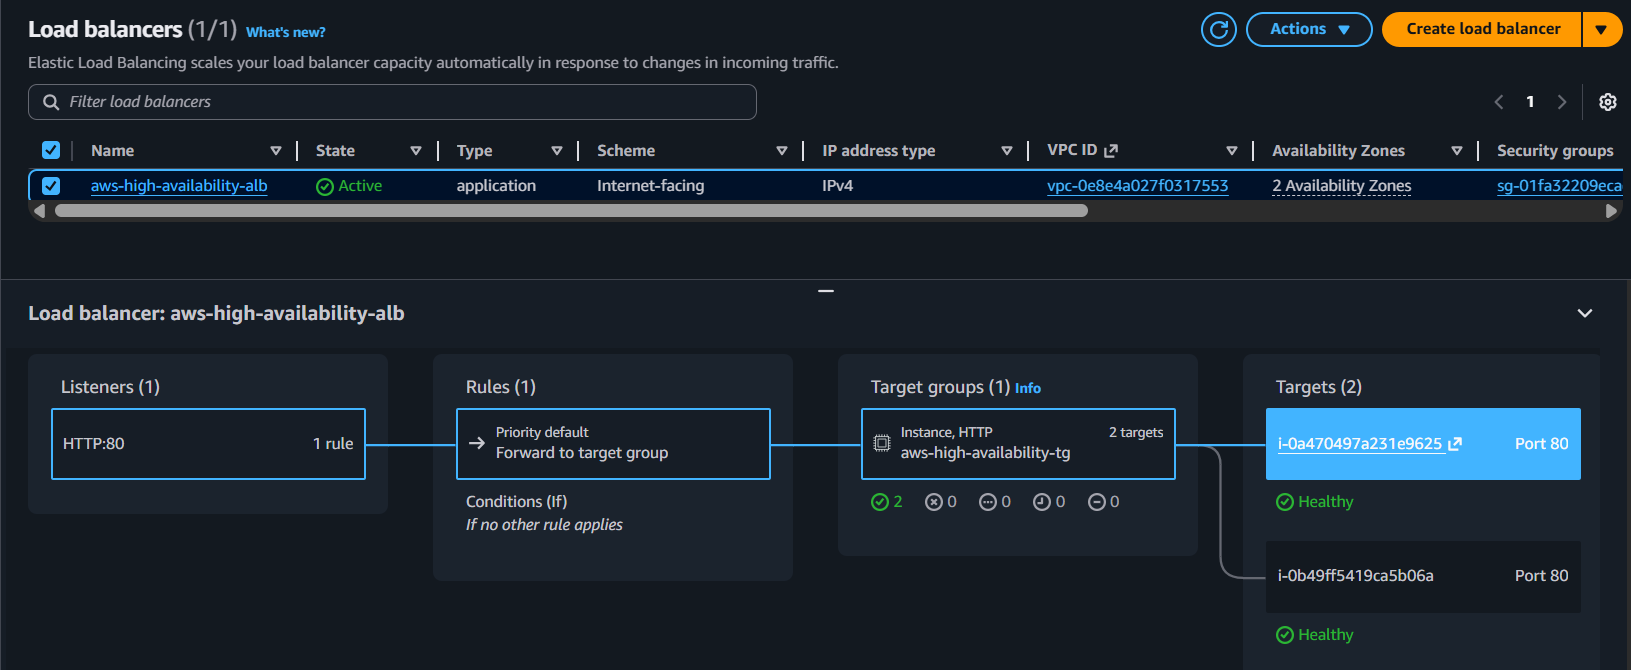 Load balancers (1/1) What's new?
Actions
Create load balancer
Elastic Load Balancing scales your load balancer capacity automatically in response to changes in incoming traffic.
Filter load balancers
1
Name State Type Scheme IP address type VPC ID Availability Zones Security groups
aws-high-availability-alb Active application Internet-facing IPv4 vpc-0e8e4a027f0317553 2 Availability Zones sg-01fa32209eca
Load balancer: aws-high-availability-alb
Listeners (1)
HTTP:80 1 rule
Rules (1)
Priority default
Forward to target group
Conditions (If)
If no other rule applies
Target groups (1) Info
Instance, HTTP 2 targets
aws-high-availability-tg
2 0 0 0 0
Targets (2)
i-0a470497a231e9625 Port 80
Healthy
i-0b49ff5419ca5b06a Port 80
Healthy